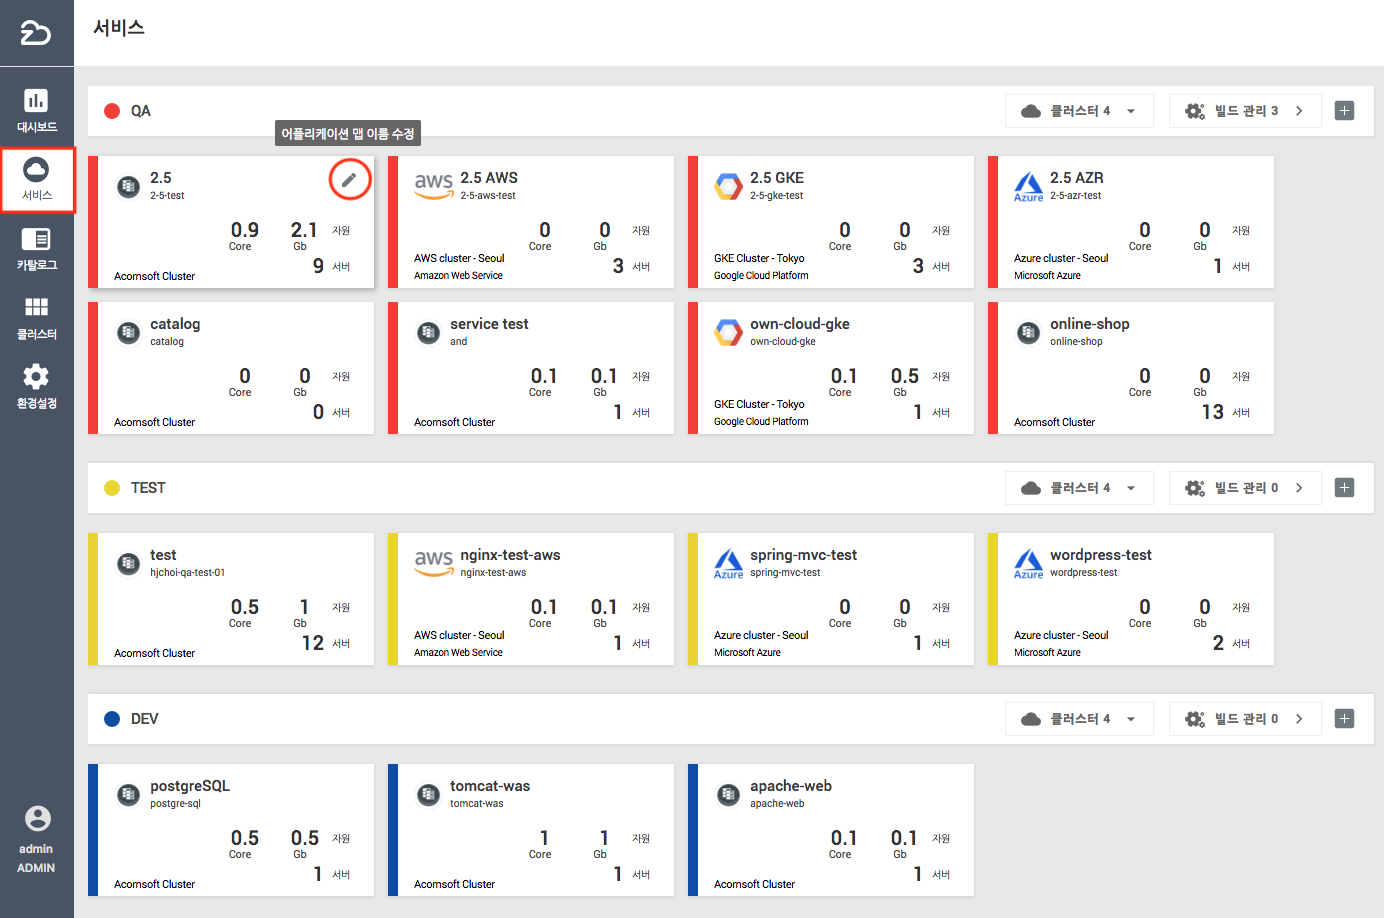 서비스
대시보드
서비스
카탈로그
클러스터
환경설정
admin
ADMIN
QA
클러스터 4
빌드 관리 3
어플리케이션 맵 이름 수정
2.5
2-5-test
0.9 2.1 자원
Core Gb
9 서버
Acornsoft Cluster
aws
2.5 AWS
2-5-aws-test
0 0 자원
Core Gb
AWS cluster - Seoul
3 서버
Amazon Web Service
2.5 GKE
2-5-gke-test
0 0 자원
Core Gb
GKE Cluster - Tokyo
3 서버
Google Cloud Platform
Azure
2.5 AZR
2-5-azr-test
0 0 자원
Core Gb
Azure cluster - Seoul
1 서버
Microsoft Azure
catalog
catalog
0 0 자원
Core Gb
0 서버
Acornsoft Cluster
service test
and
0.1 0.1 자원
Core Gb
1 서버
Acornsoft Cluster
own-cloud-gke
own-cloud-gke
0.1 0.5 자원
Core Gb
GKE Cluster - Tokyo
1 서버
Google Cloud Platform
online-shop
online-shop
0 0 자원
Core Gb
13 서버
Acornsoft Cluster
TEST
클러스터 4
빌드 관리 0
test
hjchoi-qa-test-01
0.5 1 자원
Core Gb
12 서버
Acornsoft Cluster
aws
nginx-test-aws
nginx-test-aws
0.1 0.1 자원
Core Gb
AWS cluster - Seoul
1 서버
Amazon Web Service
Azure
spring-mvc-test
spring-mvc-test
0 0 자원
Core Gb
Azure cluster - Seoul
1 서버
Microsoft Azure
Azure
wordpress-test
wordpress-test
0 0 자원
Core Gb
Azure cluster - Seoul
2 서버
Microsoft Azure
DEV
클러스터 4
빌드 관리 0
postgreSQL
postgre-sql
0.5 0.5 자원
Core Gb
1 서버
Acornsoft Cluster
tomcat-was
tomcat-was
1 1 자원
Core Gb
1 서버
Acornsoft Cluster
apache-web
apache-web
0.1 0.1 자원
Core Gb
1 서버
Acornsoft Cluster